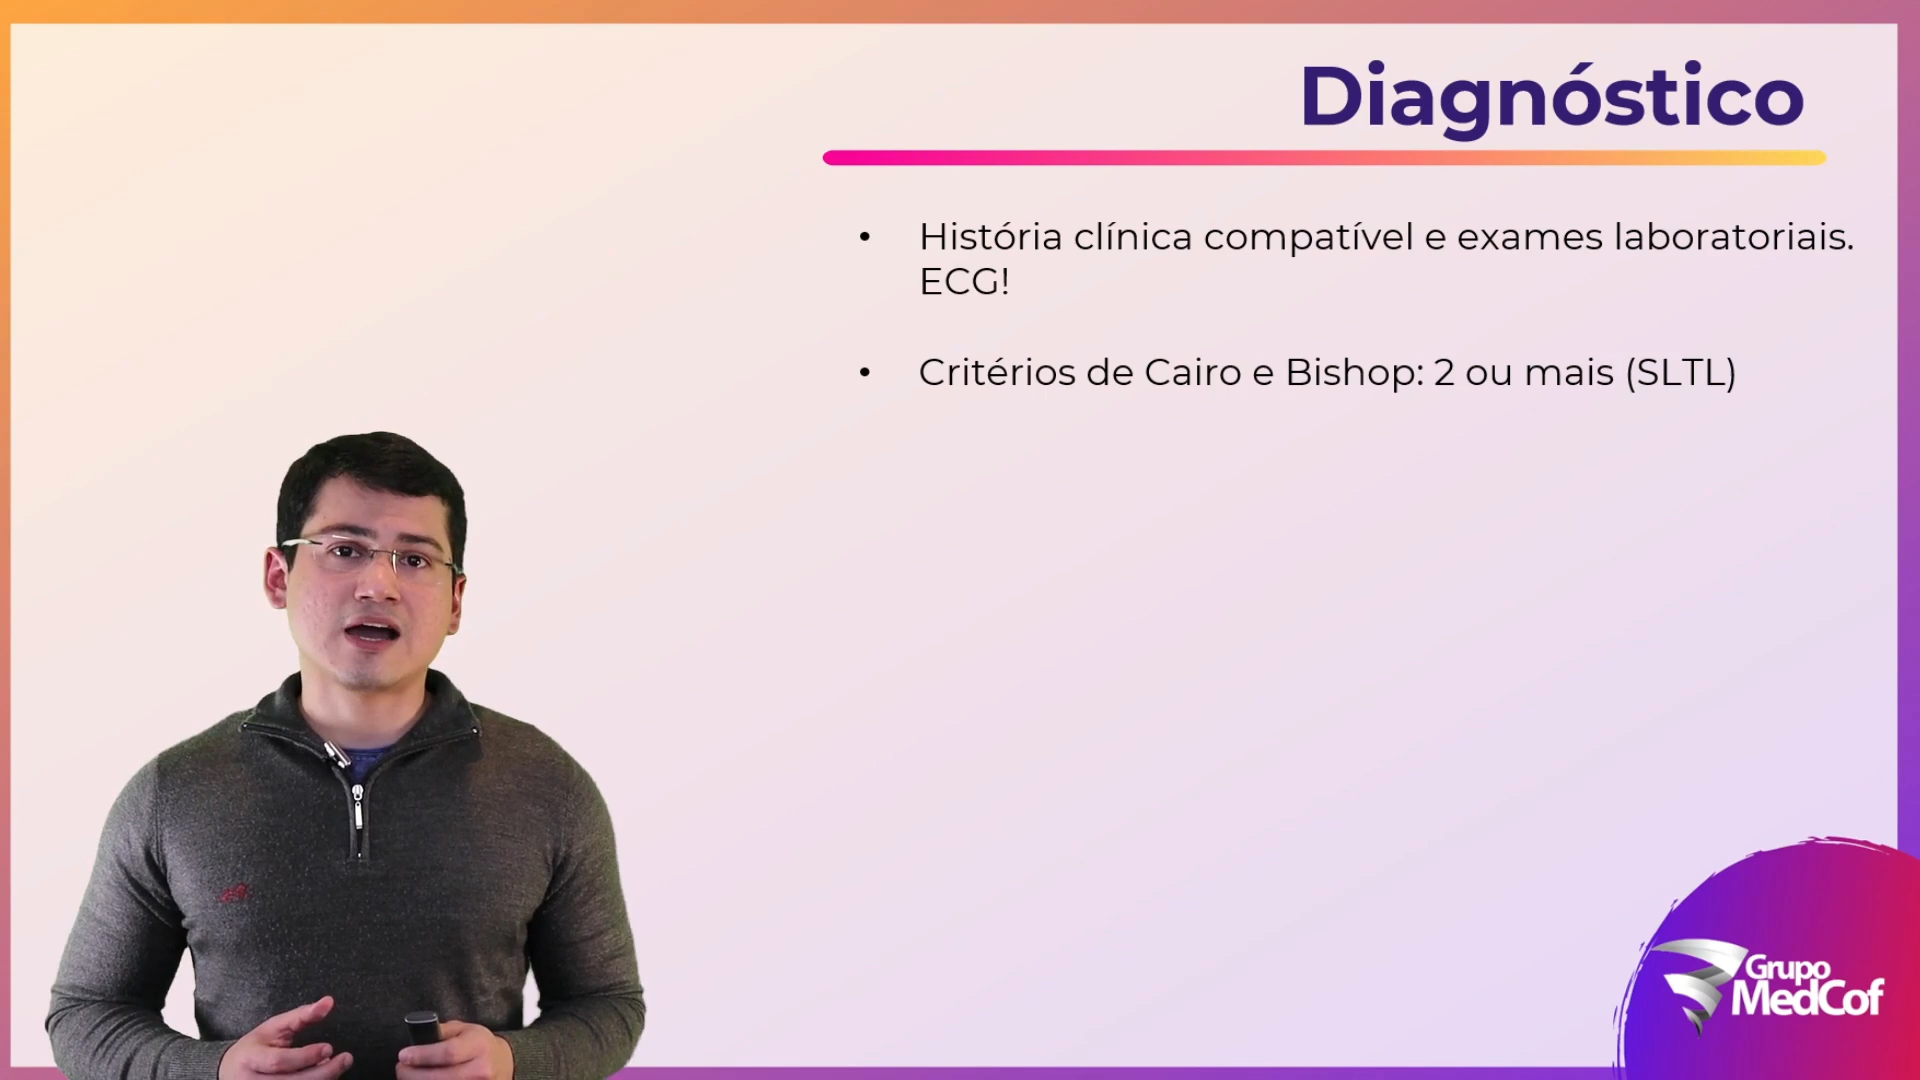 Diagnóstico
• História clínica compatível e exames laboratoriais.
ECG!
• Critérios de Cairo e Bishop: 2 ou mais (SLTL)
Grupo
MedCof